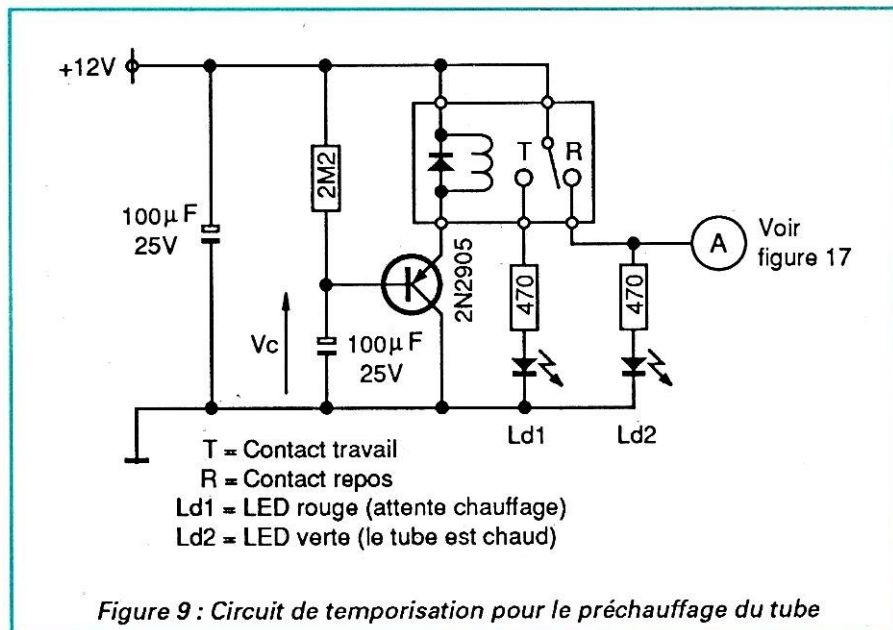 +12V
100µF
25V
2M2
Vc
100µF
25V
2N2905
T
R
470
470
A
Voir
figure 17
Ld1
Ld2
T = Contact travail
R = Contact repos
Ld1 = LED rouge (attente chauffage)
Ld2 = LED verte (le tube est chaud)
Figure 9 : Circuit de temporisation pour le préchauffage du tube